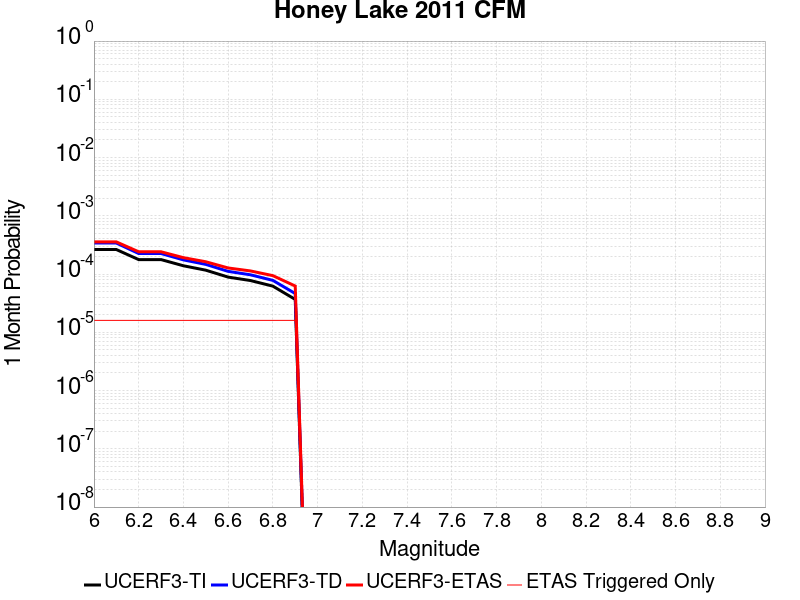 Honey Lake 2011 CFM
10^0
10^-1
10^-2
10^-3
10^-4
10^-5
10^-6
10^-7
10^-8
1 Month Probability
6 6.2 6.4 6.6 6.8 7 7.2 7.4 7.6 7.8 8 8.2 8.4 8.6 8.8 9
Magnitude
UCERF3-TI UCERF3-TD UCERF3-ETAS ETAS Triggered Only